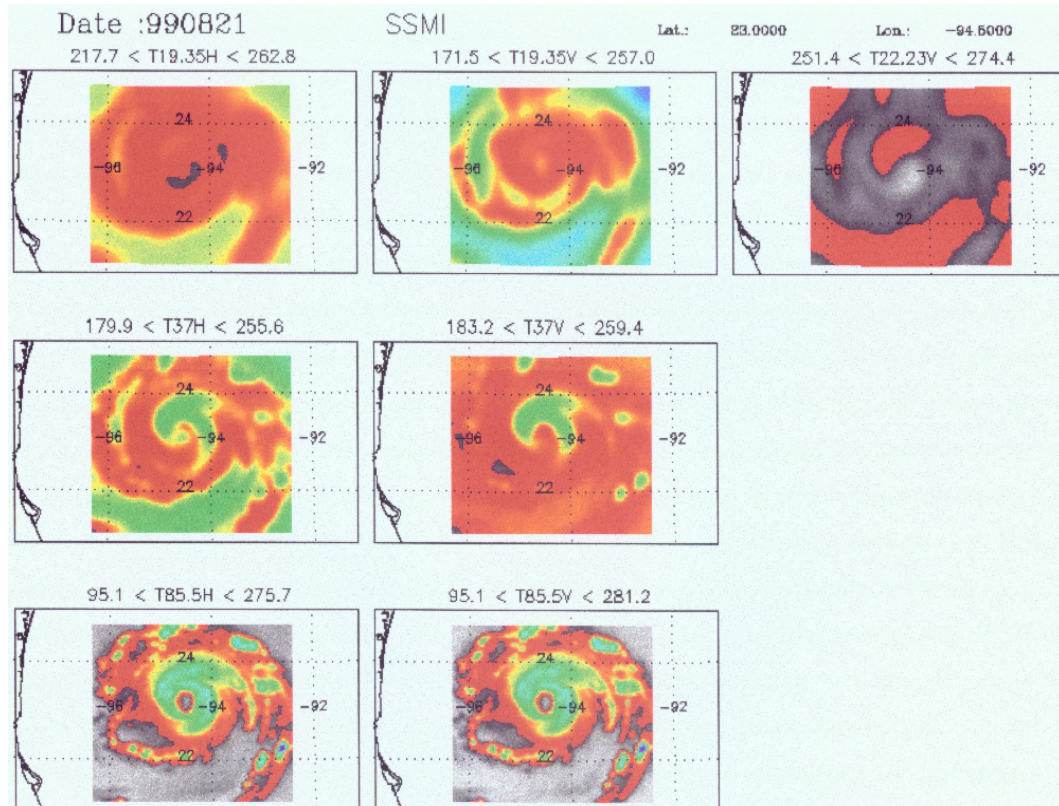 Date :990821 SSMI Lat.: 23.0000 Lon.: -94.5000
217.7 < T19.35H < 262.8 171.5 < T19.35V < 257.0 251.4 < T22.23V < 274.4
24 24 24
-96 -94 -92 -96 -94 -92 -96 -94 -92
22 22 22
179.9 < T37H < 255.6 183.2 < T37V < 259.4
24 24
-96 -94 -92 -96 -94 -92
22 22
95.1 < T85.5H < 275.7 95.1 < T85.5V < 281.2
24 24
-96 -94 -92 -96 -94 -92
22 22